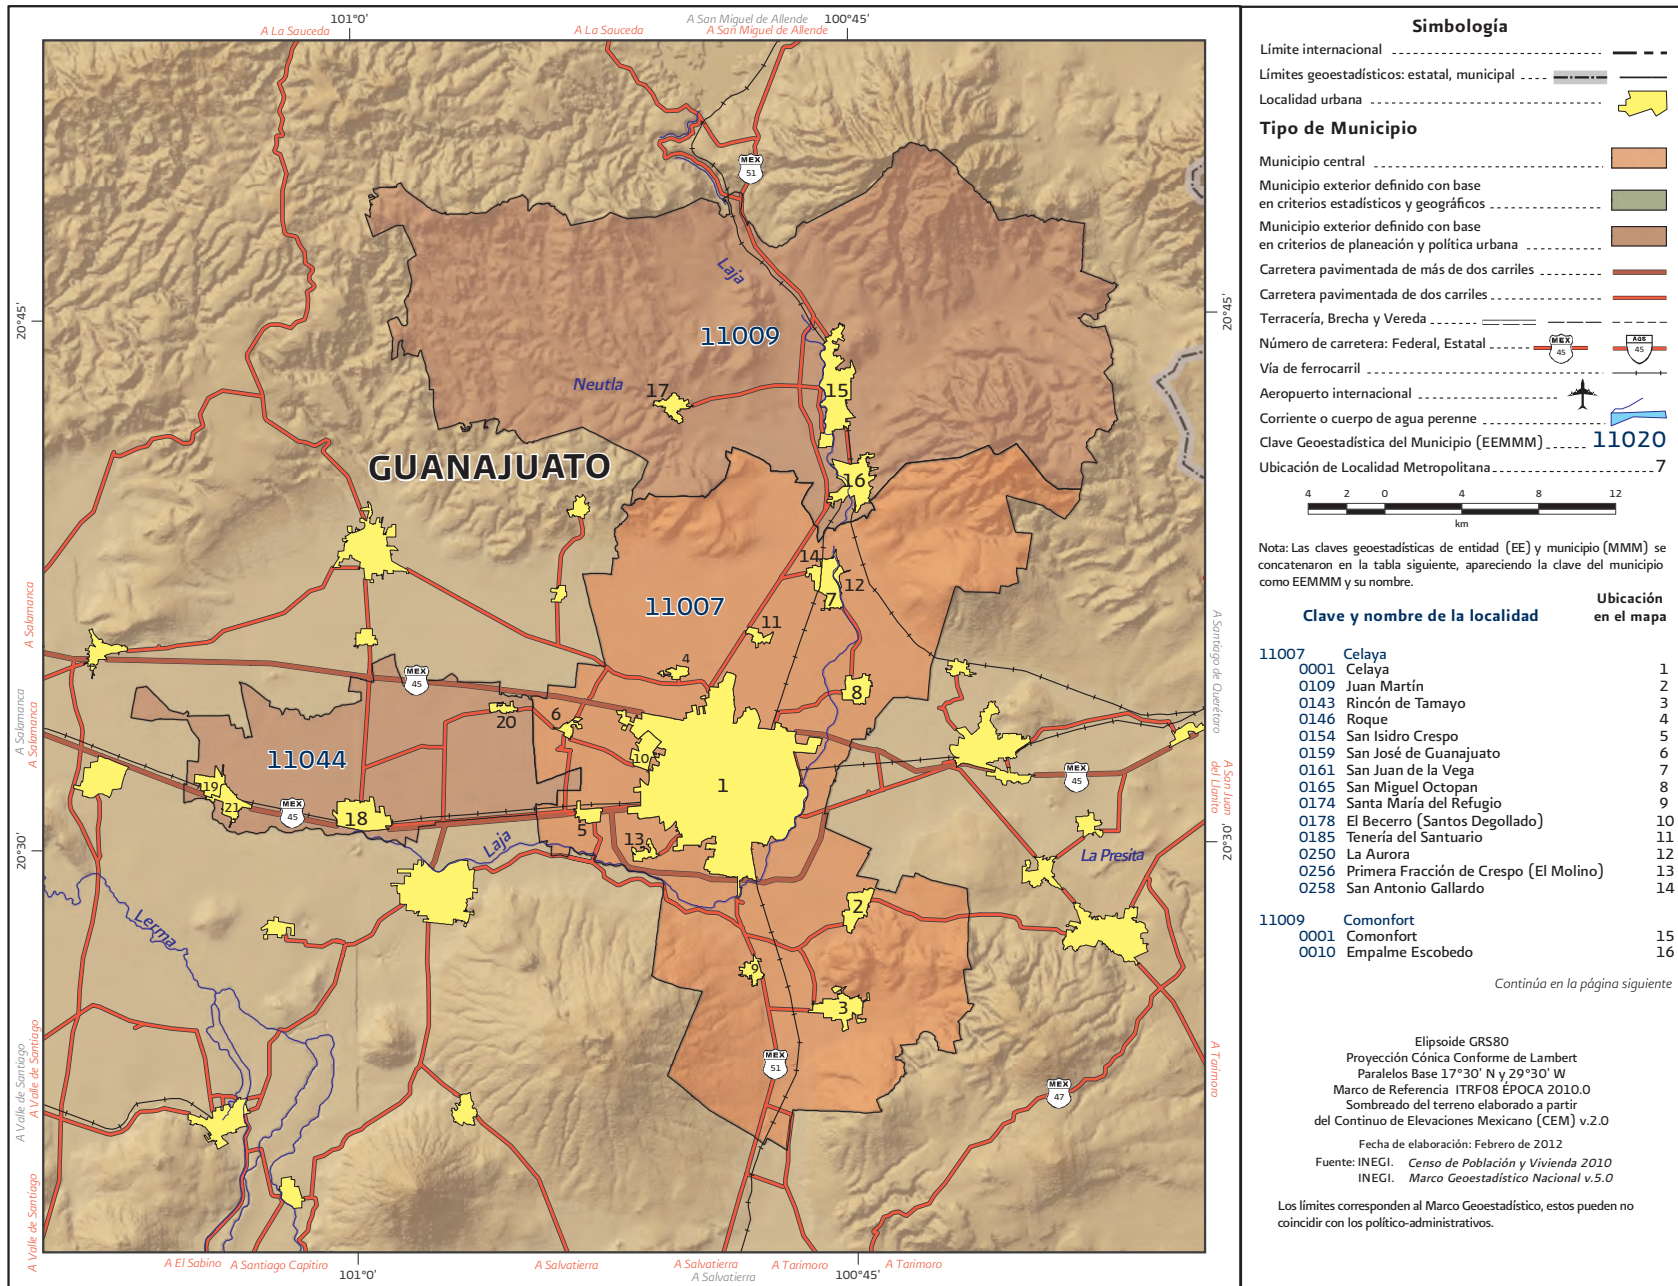 A San Miguel de Allende
101°0'
100°45'
A La Sauceda
A La Sauceda
A San Miguel de Allende
MEX
51
Laja
20°45'
20°45'
11009
Neutla
17
15
GUANAJUATO
16
14
12
7
11007
11
4
A Salamanca
A Salamanca
A Salamanca
A Santiago de Querétaro
MEX
45
8
20
6
10
11044
1
19
21
MEX
45
18
5
13
MEX
45
A San Juan
del Llanito
Laja
La Presita
20°30'
20°30'
2
Lerma
9
3
MEX
51
MEX
47
A Valle de Santiago
A Valle de Santiago
A Valle de Santiago
A Tarimoro
A El Sabino
A Santiago Capitiro
A Salvatierra
A Salvatierra
A Salvatierra
A Tarimoro
A Tarimoro
101°0'
100°45'
Simbología
Límite internacional
Límites geoestadísticos: estatal, municipal
Localidad urbana
Tipo de Municipio
Municipio central
Municipio exterior definido con base
en criterios estadísticos y geográficos
Municipio exterior definido con base
en criterios de planeación y política urbana
Carretera pavimentada de más de dos carriles
Carretera pavimentada de dos carriles
Terracería, Brecha y Vereda
Número de carretera: Federal, Estatal MEX 45 AGS 45
Vía de ferrocarril
Aeropuerto internacional
Corriente o cuerpo de agua perenne
Clave Geoestadística del Municipio (EEMMM) 11020
Ubicación de Localidad Metropolitana 7
4 2 0 4 8 12
km
Nota: Las claves geoestadísticas de entidad (EE) y municipio (MMM) se
concatenaron en la tabla siguiente, apareciendo la clave del municipio
como EEMMM y su nombre.
Clave y nombre de la localidad
Ubicación
en el mapa
11007 Celaya
0001 Celaya 1
0109 Juan Martín 2
0143 Rincón de Tamayo 3
0146 Roque 4
0154 San Isidro Crespo 5
0159 San José de Guanajuato 6
0161 San Juan de la Vega 7
0165 San Miguel Octopan 8
0174 Santa María del Refugio 9
0178 El Becerro (Santos Degollado) 10
0185 Tenería del Santuario 11
0250 La Aurora 12
0256 Primera Fracción de Crespo (El Molino) 13
0258 San Antonio Gallardo 14
11009 Comonfort
0001 Comonfort 15
0010 Empalme Escobedo 16
Continúa en la página siguiente
Elipsoide GRS80
Proyección Cónica Conforme de Lambert
Paralelos Base 17°30' N y 29°30' W
Marco de Referencia ITRF08 ÉPOCA 2010.0
Sombreado del terreno elaborado a partir
del Continuo de Elevaciones Mexicano (CEM) v.2.0
Fecha de elaboración: Febrero de 2012
Fuente: INEGI. Censo de Población y Vivienda 2010
INEGI. Marco Geoestadístico Nacional v.5.0
Los límites corresponden al Marco Geoestadístico, estos pueden no
coincidir con los político-administrativos.